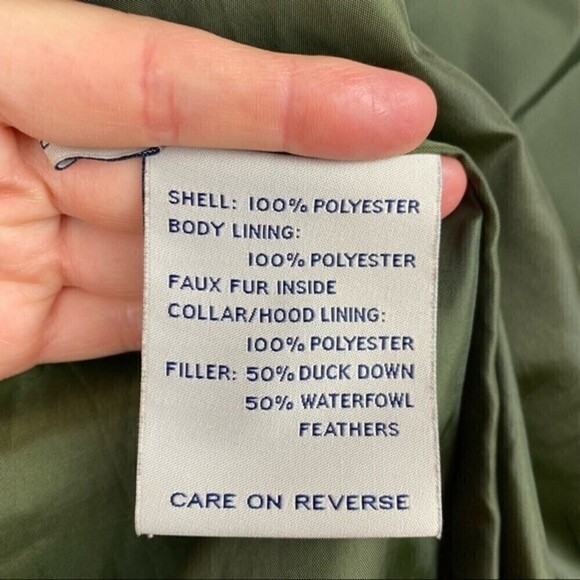 SHELL: 100% POLYESTER
BODY LINING:
100% POLYESTER
FAUX FUR INSIDE
COLLAR/HOOD LINING:
100% POLYESTER
FILLER: 50% DUCK DOWN
50% WATERFOWL
FEATHERS
CARE ON REVERSE